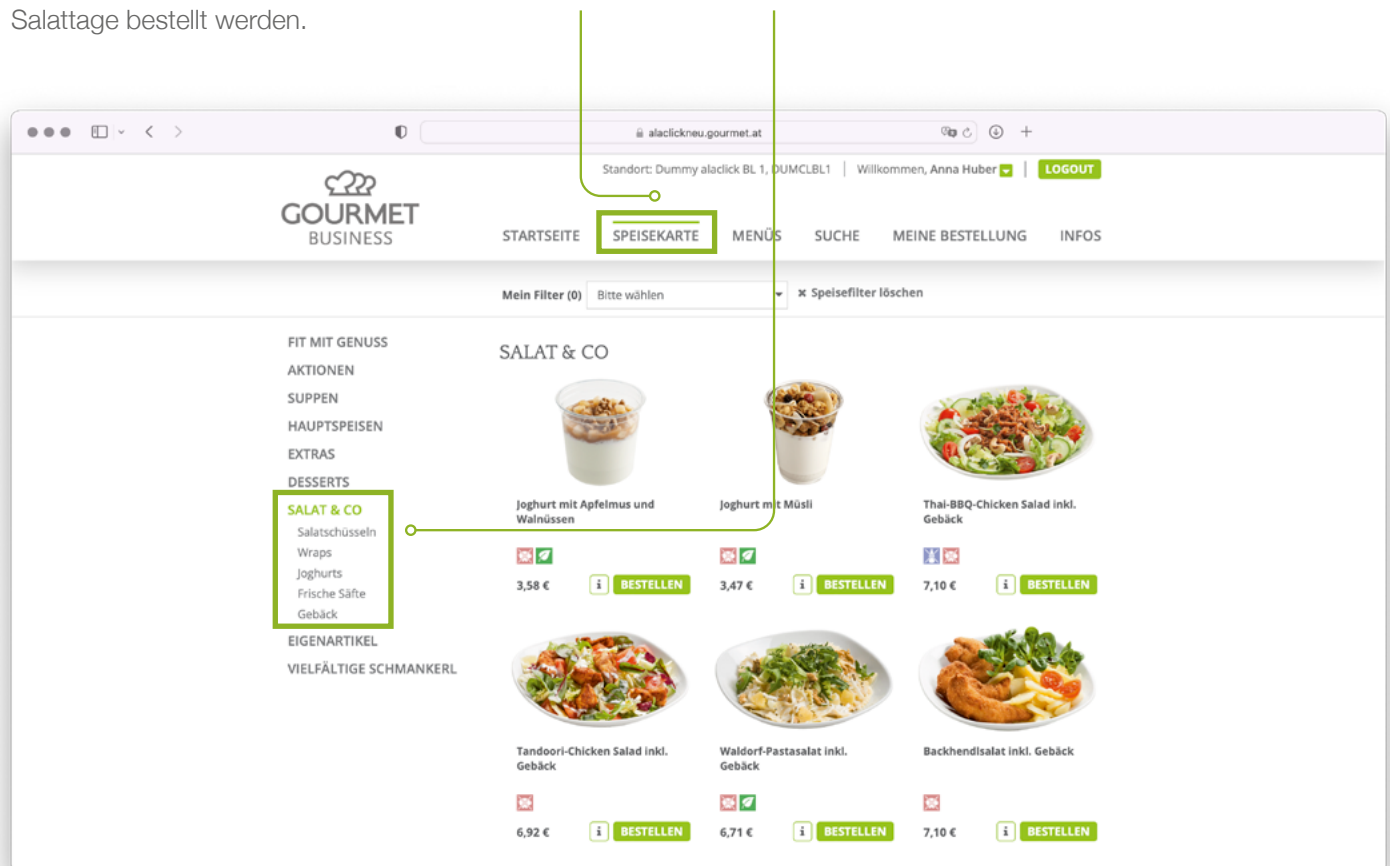 Salattage bestellt werden.
alaclickneu.gourmet.at
Standort: Dummy alaclick BL 1, DUMCLBL1 | Willkommen, Anna Huber | LOGOUT
GOURMET
BUSINESS
STARTSEITE SPEISEKARTE MENÜS SUCHE MEINE BESTELLUNG INFOS
Mein Filter (0) Bitte wählen × Speisefilter löschen
FIT MIT GENUSS
AKTIONEN
SUPPEN
HAUPTSPEISEN
EXTRAS
DESSERTS
SALAT & CO
Salatschüsseln
Wraps
Joghurts
Frische Säfte
Gebäck
EIGENARTIKEL
VIELFÄLTIGE SCHMANKERL
SALAT & CO
Joghurt mit Apfelmus und
Walnüssen
3,58 € i BESTELLEN
Joghurt mit Müsli
3,47 € i BESTELLEN
Thai-BBQ-Chicken Salad inkl.
Gebäck
7,10 € i BESTELLEN
Tandoori-Chicken Salad inkl.
Gebäck
6,92 € i BESTELLEN
Waldorf-Pastasalat inkl.
Gebäck
6,71 € i BESTELLEN
Backhendlsalat inkl. Gebäck
7,10 € i BESTELLEN